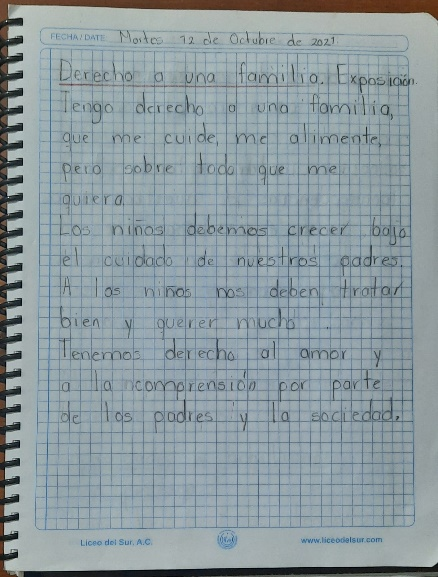 FECHA/DATE Martes 12 de Octubre de 2021
Derecho a una familia. Exposición.
Tengo derecho a una familia,
que me cuide, me alimente,
pero sobre todo que me
quiera
Los niños debemos crecer bajo
el cuidado de nuestros padres.
A los niños nos deben tratar
bien y querer mucho.
Tenemos derecho al amor y
a la comprensión por parte
de los padres y la sociedad.
Liceo del Sur, A.C. www.liceodelsur.com